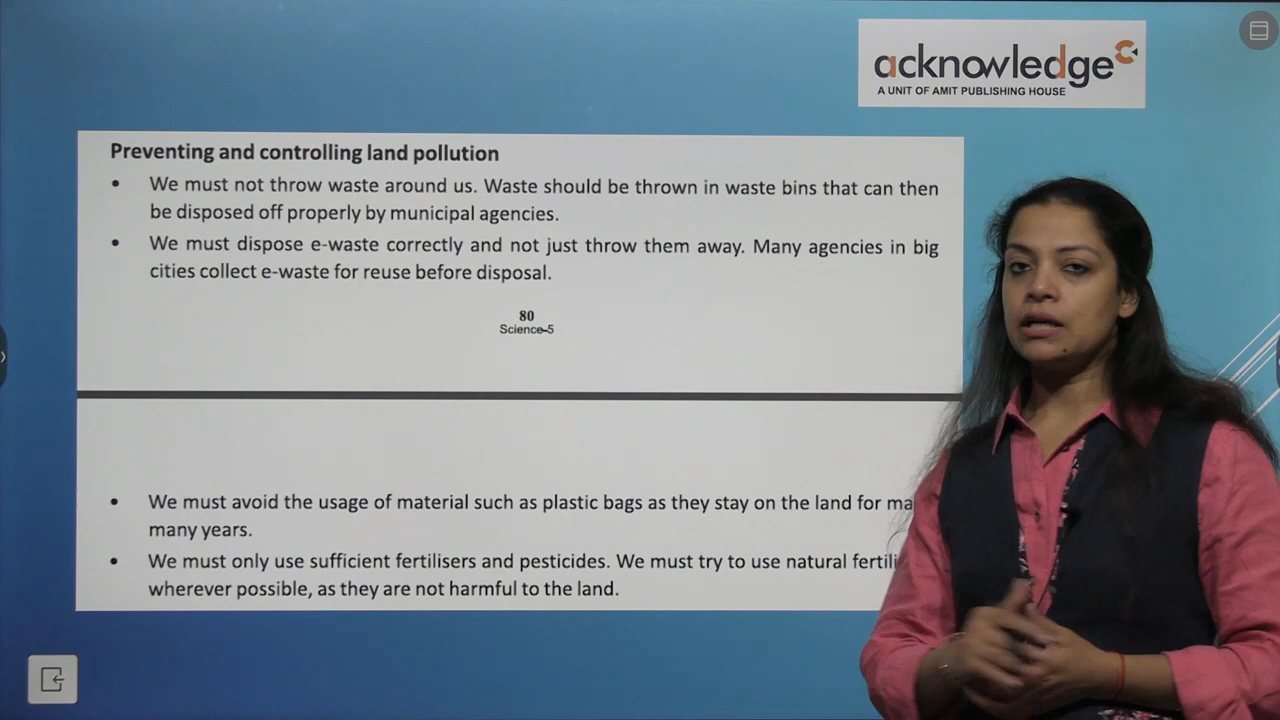 acknowledge
A UNIT OF AMIT PUBLISHING HOUSE
Preventing and controlling land pollution
• We must not throw waste around us. Waste should be thrown in waste bins that can then
be disposed off properly by municipal agencies.
• We must dispose e-waste correctly and not just throw them away. Many agencies in big
cities collect e-waste for reuse before disposal.
80
Science-5
• We must avoid the usage of material such as plastic bags as they stay on the land for
many years.
• We must only use sufficient fertilisers and pesticides. We must try to use natural
wherever possible, as they are not harmful to the land.